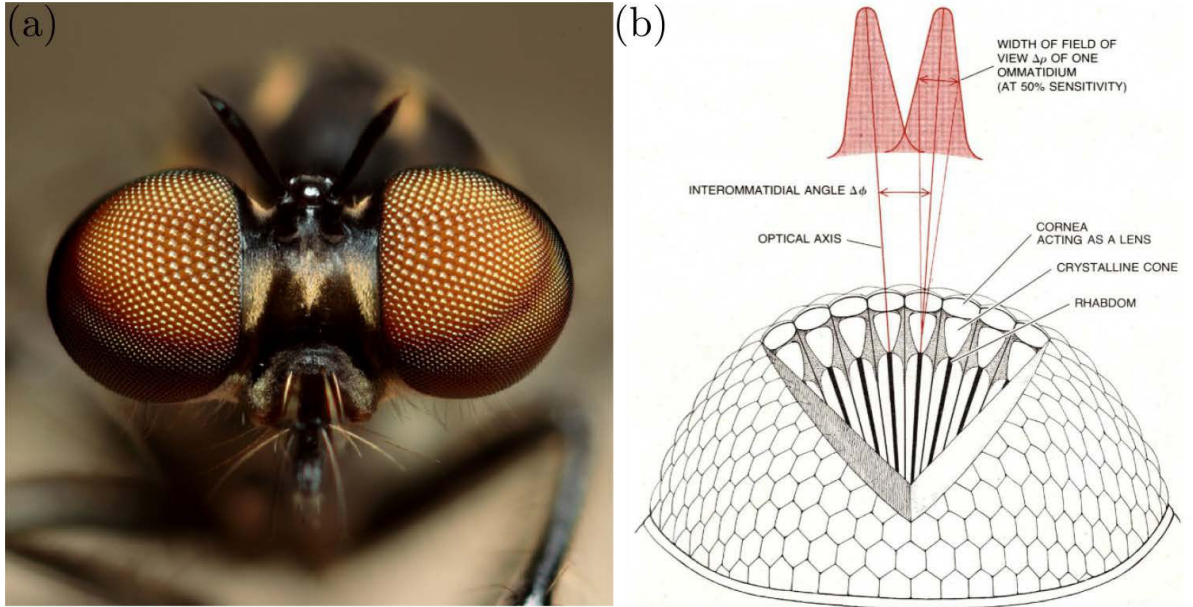 (a)
(b)
WIDTH OF FIELD OF
VIEW Δρ OF ONE
OMMATIDIUM
(AT 50% SENSITIVITY)
INTEROMMATIDIAL ANGLE Δϕ
OPTICAL AXIS
CORNEA
ACTING AS A LENS
CRYSTALLINE CONE
RHABDOM